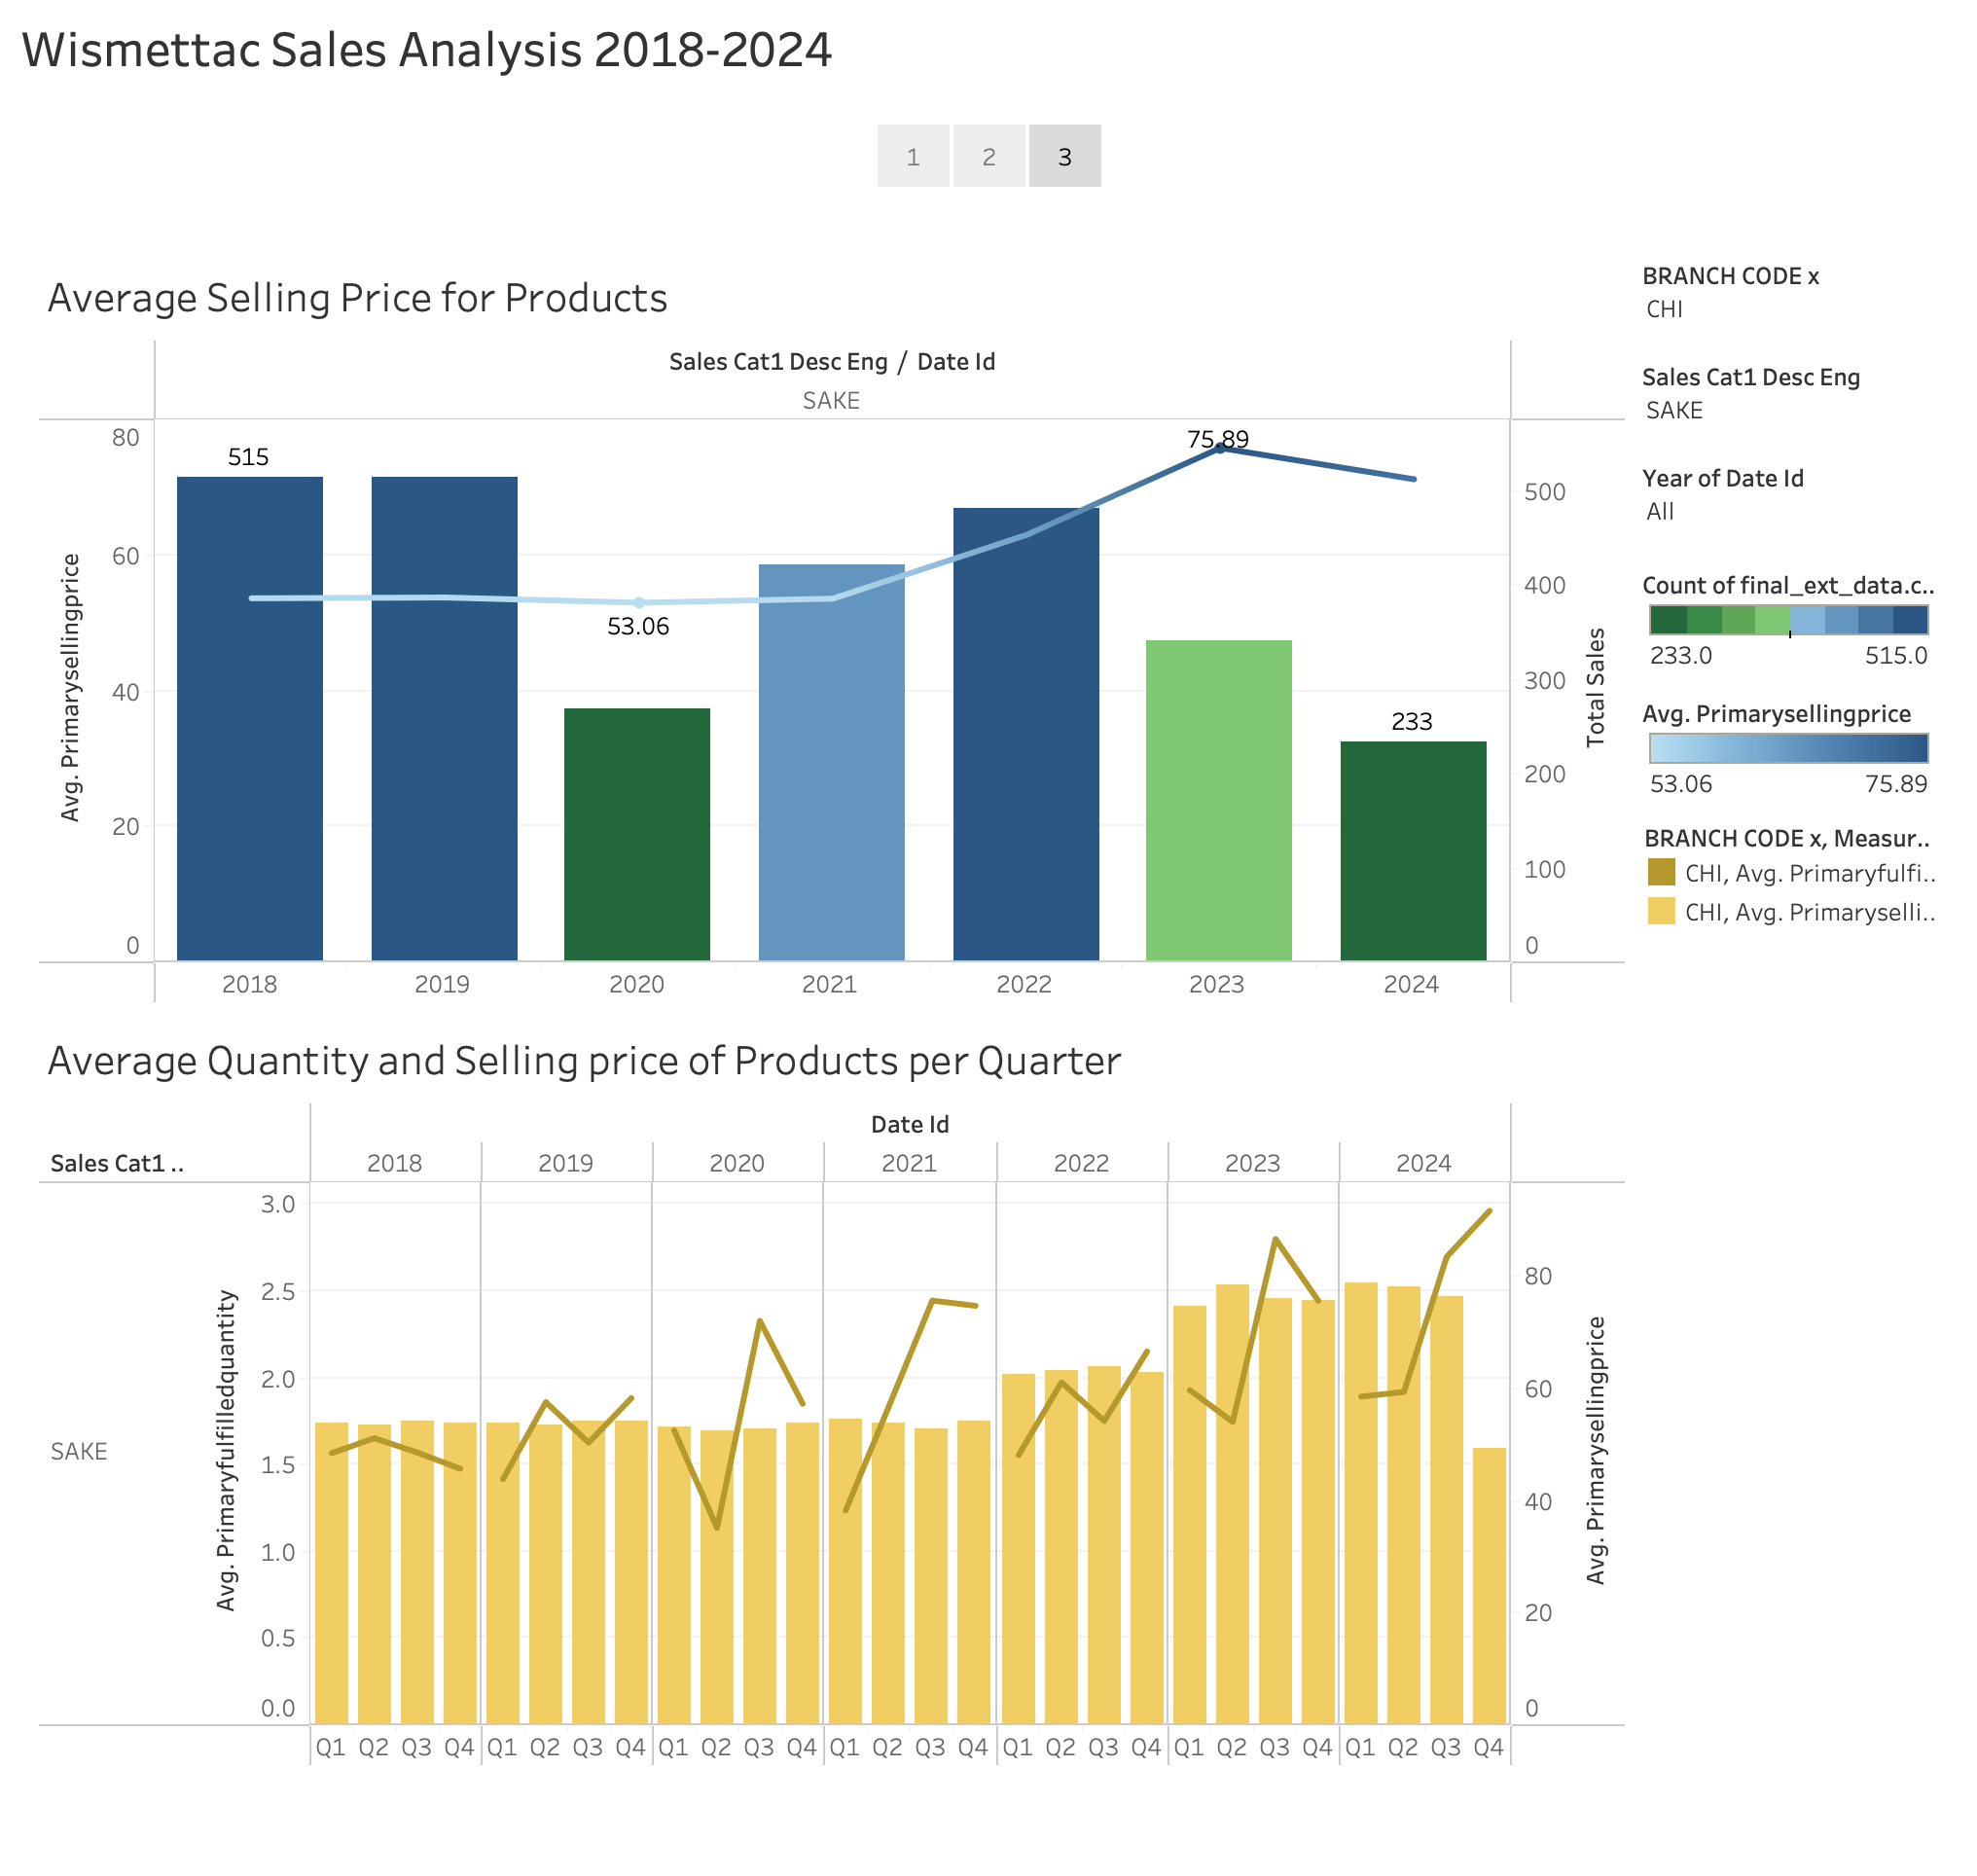 Wismettac Sales Analysis 2018-2024
1 2 3
Average Selling Price for Products
Sales Cat1 Desc Eng / Date Id
SAKE
80
60
40
20
0
Avg. Primarysellingprice
515
53.06
75.89
233
500
400
300
200
100
0
Total Sales
2018 2019 2020 2021 2022 2023 2024
BRANCH CODE x
CHI
Sales Cat1 Desc Eng
SAKE
Year of Date Id
All
Count of final_ext_data.c..
233.0 515.0
Avg. Primarysellingprice
53.06 75.89
BRANCH CODE x, Measur..
CHI, Avg. Primaryfulfi..
CHI, Avg. Primaryselli..
Average Quantity and Selling price of Products per Quarter
Date Id
Sales Cat1 .. 2018 2019 2020 2021 2022 2023 2024
SAKE
Avg. Primaryfulfilledquantity
3.0
2.5
2.0
1.5
1.0
0.5
0.0
80
60
40
20
0
Avg. Primarysellingprice
Q1 Q2 Q3 Q4 Q1 Q2 Q3 Q4 Q1 Q2 Q3 Q4 Q1 Q2 Q3 Q4 Q1 Q2 Q3 Q4 Q1 Q2 Q3 Q4 Q1 Q2 Q3 Q4